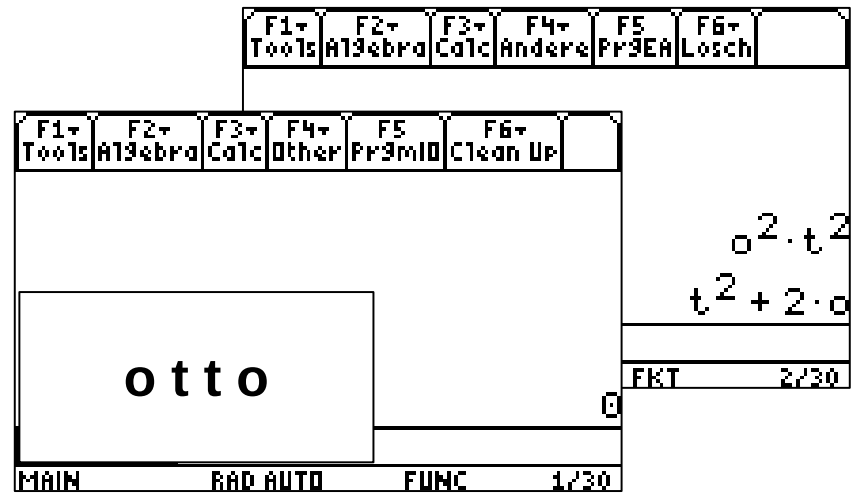 F1▾ F2▾ F3▾ F4▾ F5 F6▾
Tools Algebra Calc Andere PrgEA Lösch
o²·t²
t² + 2·o
FKT 2/30
F1▾ F2▾ F3▾ F4▾ F5 F6▾
Tools Algebra Calc Other PrgmIO Clean Up
o t t o
0
MAIN RAD AUTO FUNC 1/30